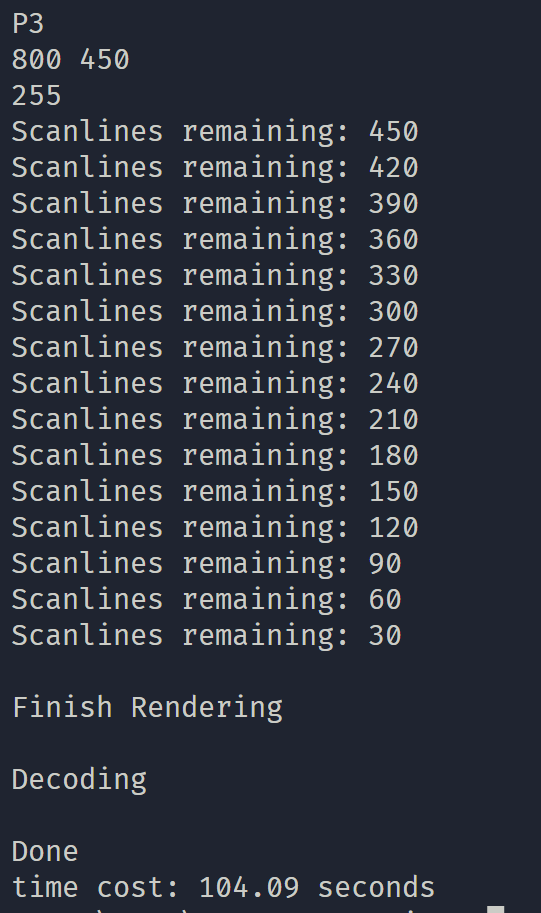 P3
800 450
255
Scanlines remaining: 450
Scanlines remaining: 420
Scanlines remaining: 390
Scanlines remaining: 360
Scanlines remaining: 330
Scanlines remaining: 300
Scanlines remaining: 270
Scanlines remaining: 240
Scanlines remaining: 210
Scanlines remaining: 180
Scanlines remaining: 150
Scanlines remaining: 120
Scanlines remaining: 90
Scanlines remaining: 60
Scanlines remaining: 30
Finish Rendering
Decoding
Done
time cost: 104.09 seconds